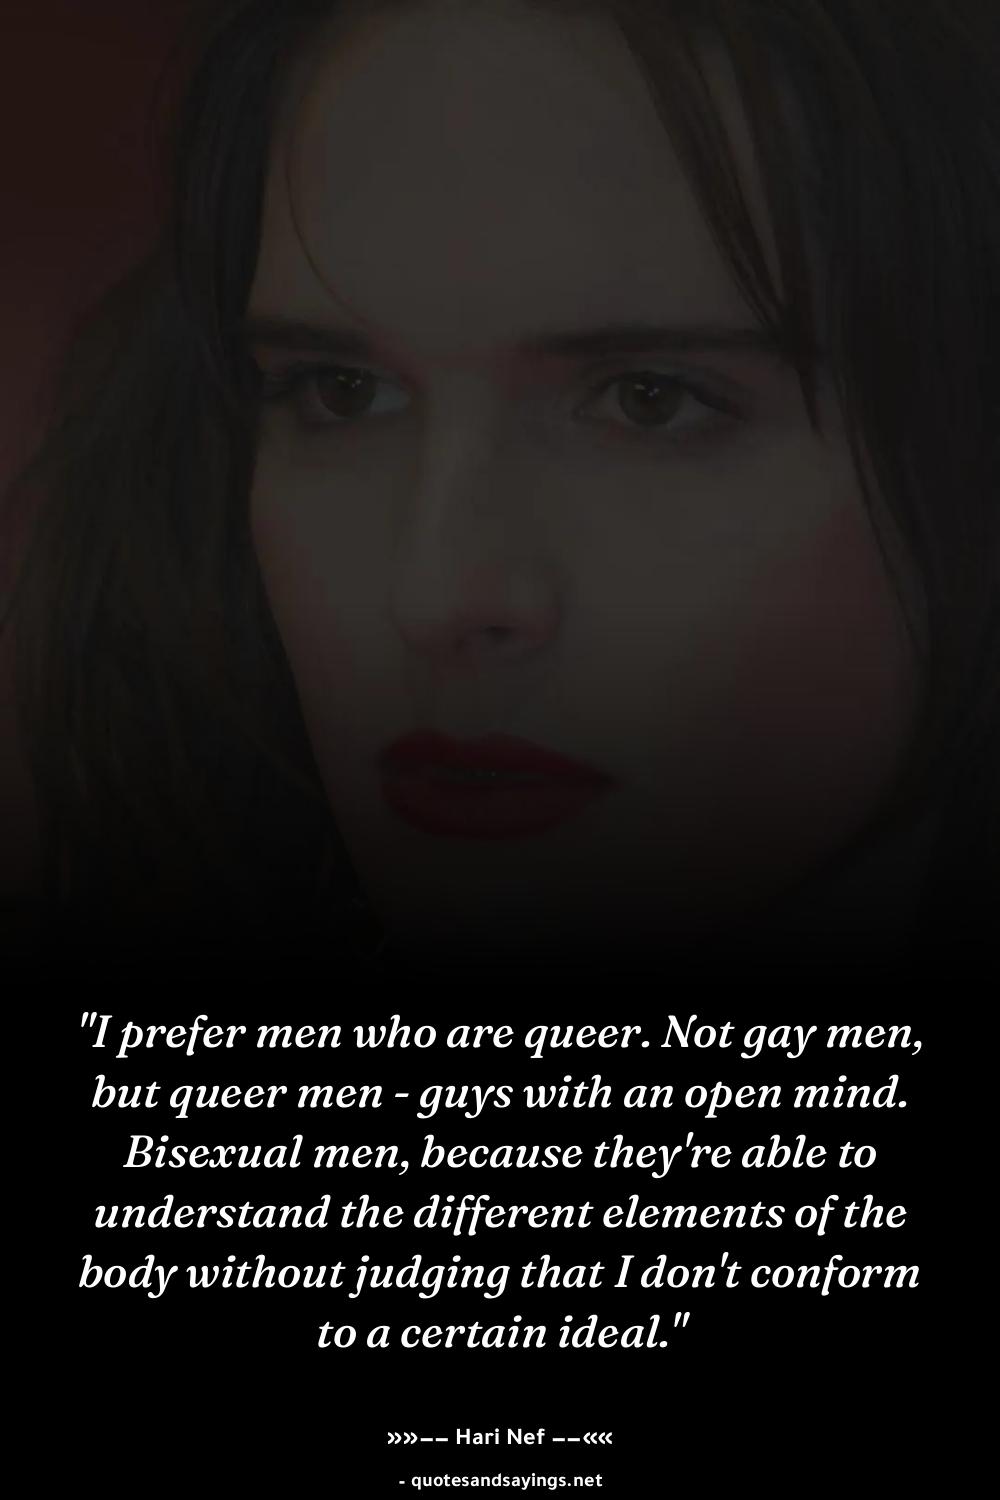 "I prefer men who are queer. Not gay men,
but queer men - guys with an open mind.
Bisexual men, because they're able to
understand the different elements of the
body without judging that I don't conform
to a certain ideal."
»»–– Hari Nef ––««
- quotesandsayings.net